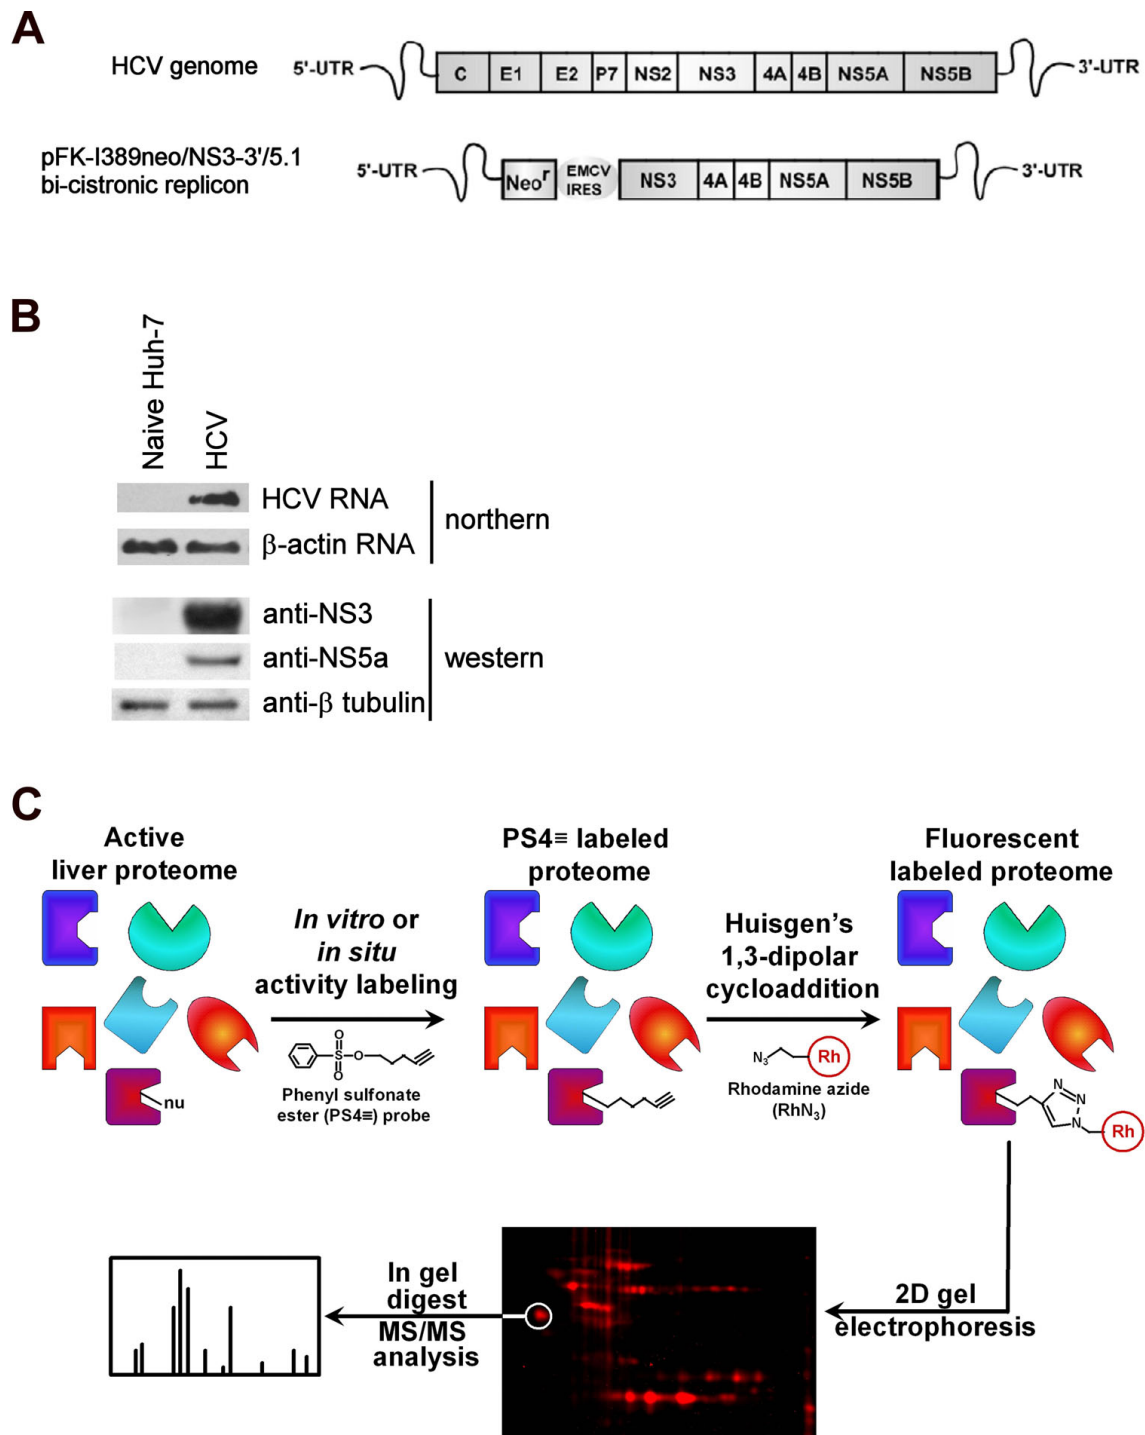 A
HCV genome
5'-UTR
C E1 E2 P7 NS2 NS3 4A 4B NS5A NS5B
3'-UTR
pFK-I389neo/NS3-3'/5.1
bi-cistronic replicon
5'-UTR
Neoʳ
EMCV
IRES
NS3 4A 4B NS5A NS5B
3'-UTR
B
Naive Huh-7
HCV
HCV RNA
β-actin RNA
northern
anti-NS3
anti-NS5a
anti-β tubulin
western
C
Active
liver proteome
nu
In vitro or
in situ
activity labeling
O
S O
O
Phenyl sulfonate
ester (PS4≡) probe
PS4≡ labeled
proteome
Huisgen's
1,3-dipolar
cycloaddition
N₃ Rh
Rhodamine azide
(RhN₃)
Fluorescent
labeled proteome
N
N
N
Rh
2D gel
electrophoresis
In gel
digest
MS/MS
analysis